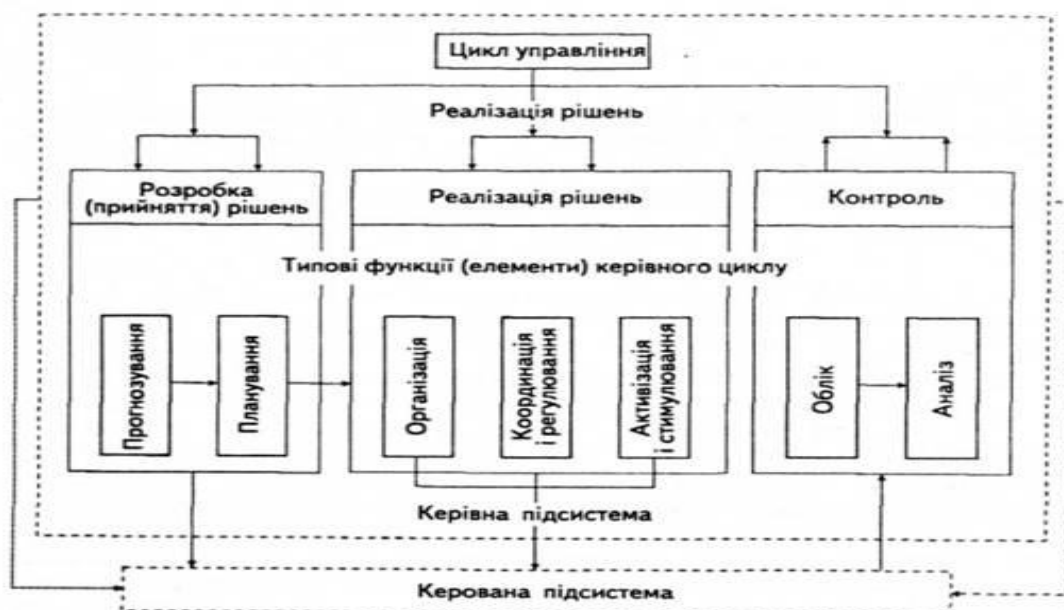 Цикл управління
Реалізація рішень
Розробка
(прийняття) рішень
Реалізація рішень
Контроль
Типові функції (елементи) керівного циклу
Прогнозування
Планування
Організація
Координація
і регулювання
Активізація
і стимулювання
Облік
Аналіз
Керівна підсистема
Керована підсистема